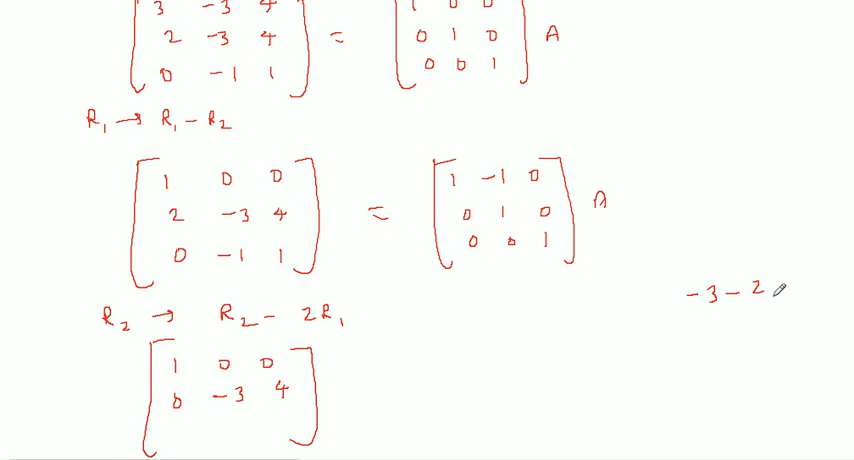 3 -3 4 1 0 0
2 -3 4 = 0 1 0 A
0 -1 1 0 0 1
R₁ → R₁ - R₂
1 0 0 1 -1 0
2 -3 4 = 0 1 0 A
0 -1 1 0 0 1
-3 - 2
R₂ → R₂ - 2R₁
1 0 0
0 -3 4